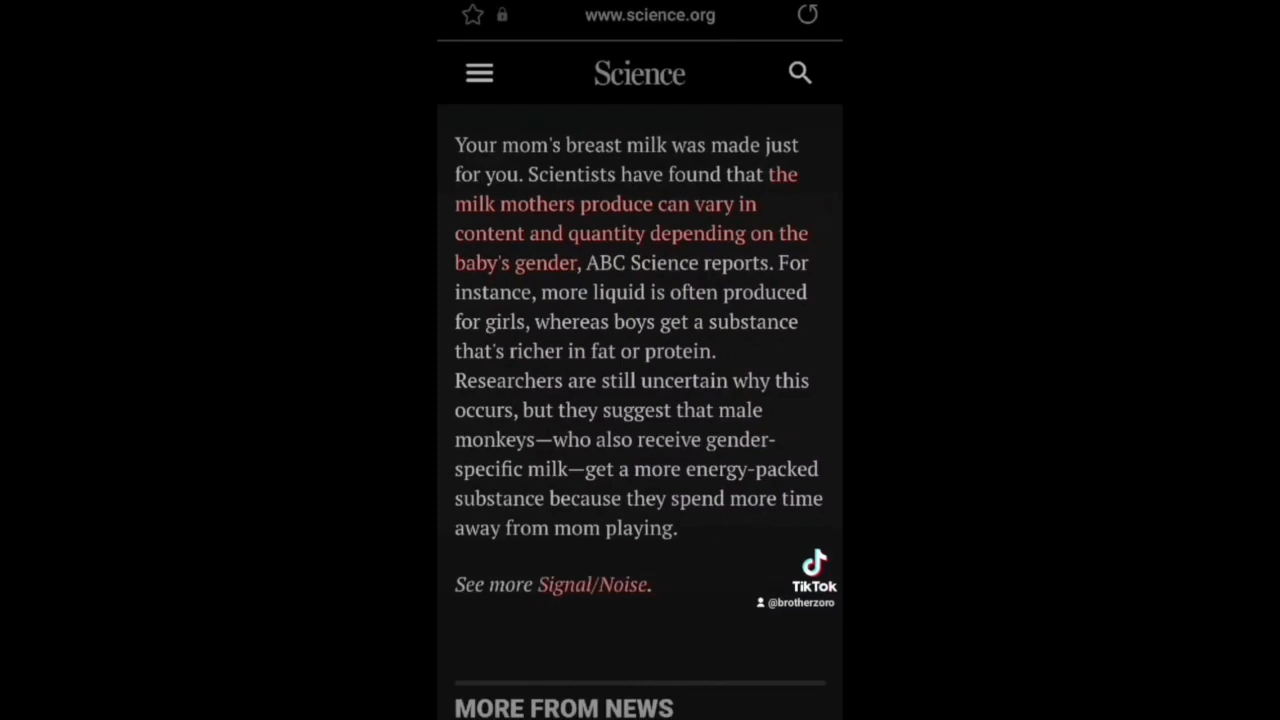 www.science.org
Science
Your mom's breast milk was made just
for you. Scientists have found that the
milk mothers produce can vary in
content and quantity depending on the
baby's gender, ABC Science reports. For
instance, more liquid is often produced
for girls, whereas boys get a substance
that's richer in fat or protein.
Researchers are still uncertain why this
occurs, but they suggest that male
monkeys—who also receive gender-
specific milk—get a more energy-packed
substance because they spend more time
away from mom playing.
See more Signal/Noise.
TikTok
@brotherzoro
MORE FROM NEWS